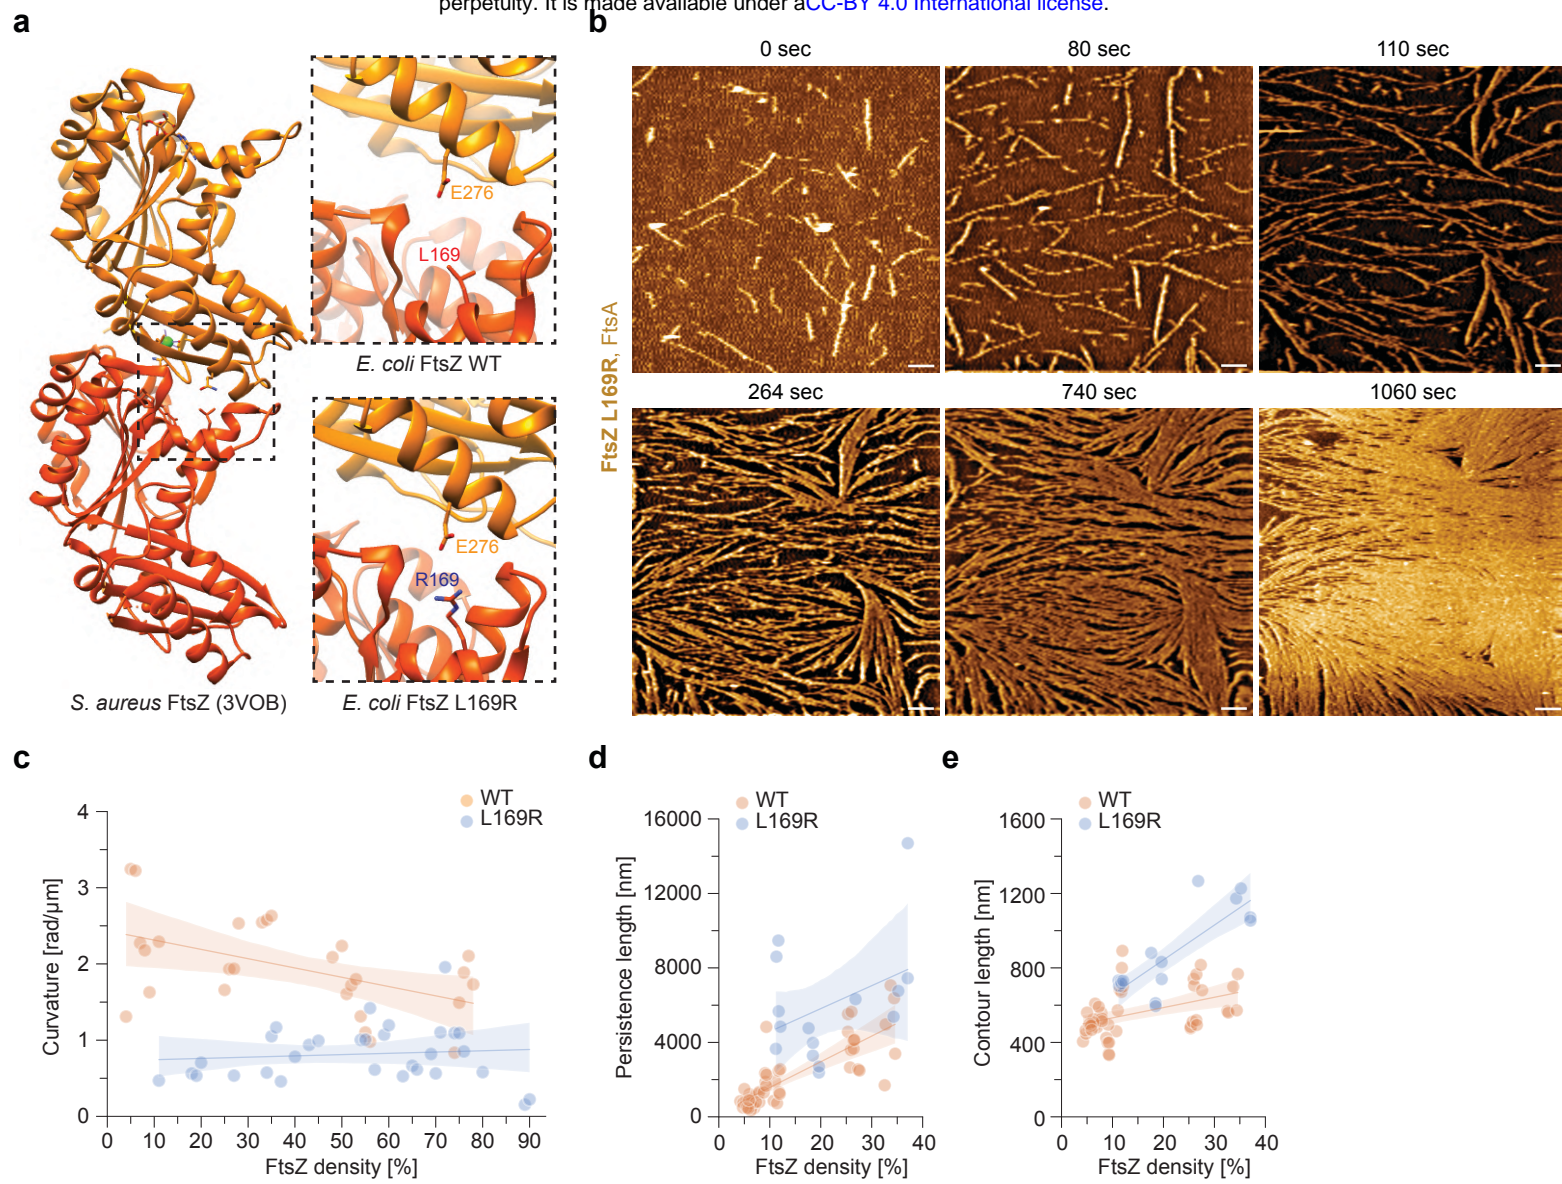 perpetuity. It is made available under aCC-BY 4.0 International license.
a
E276
L169
E. coli FtsZ WT
E276
R169
S. aureus FtsZ (3VOB)
E. coli FtsZ L169R
b
0 sec
80 sec
110 sec
FtsZ L169R, FtsA
264 sec
740 sec
1060 sec
c
WT
L169R
Curvature [rad/µm]
4
3
2
1
0
0 10 20 30 40 50 60 70 80 90
FtsZ density [%]
d
WT
L169R
Persistence length [nm]
16000
12000
8000
4000
0
0 10 20 30 40
FtsZ density [%]
e
WT
L169R
Contour length [nm]
1600
1200
800
400
0
0 10 20 30 40
FtsZ density [%]